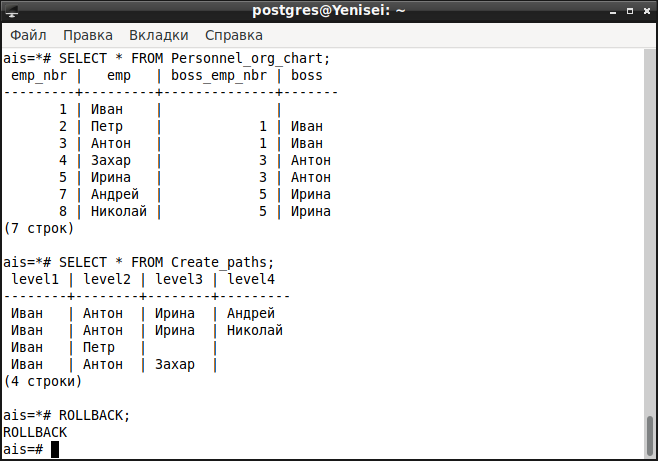 postgres@Yenisei: ~
Файл Правка Вкладки Справка
ais=*# SELECT * FROM Personnel_org_chart;
 emp_nbr |   emp   | boss_emp_nbr | boss
---------+---------+--------------+-------
       1 | Иван    |              |
       2 | Петр    |            1 | Иван
       3 | Антон   |            1 | Иван
       4 | Захар   |            3 | Антон
       5 | Ирина   |            3 | Антон
       7 | Андрей  |            5 | Ирина
       8 | Николай |            5 | Ирина
(7 строк)

ais=*# SELECT * FROM Create_paths;
 level1 | level2 | level3 | level4
--------+--------+--------+---------
 Иван   | Антон  | Ирина  | Андрей
 Иван   | Антон  | Ирина  | Николай
 Иван   | Петр   |        |
 Иван   | Антон  | Захар  |
(4 строки)

ais=*# ROLLBACK;
ROLLBACK
ais=#